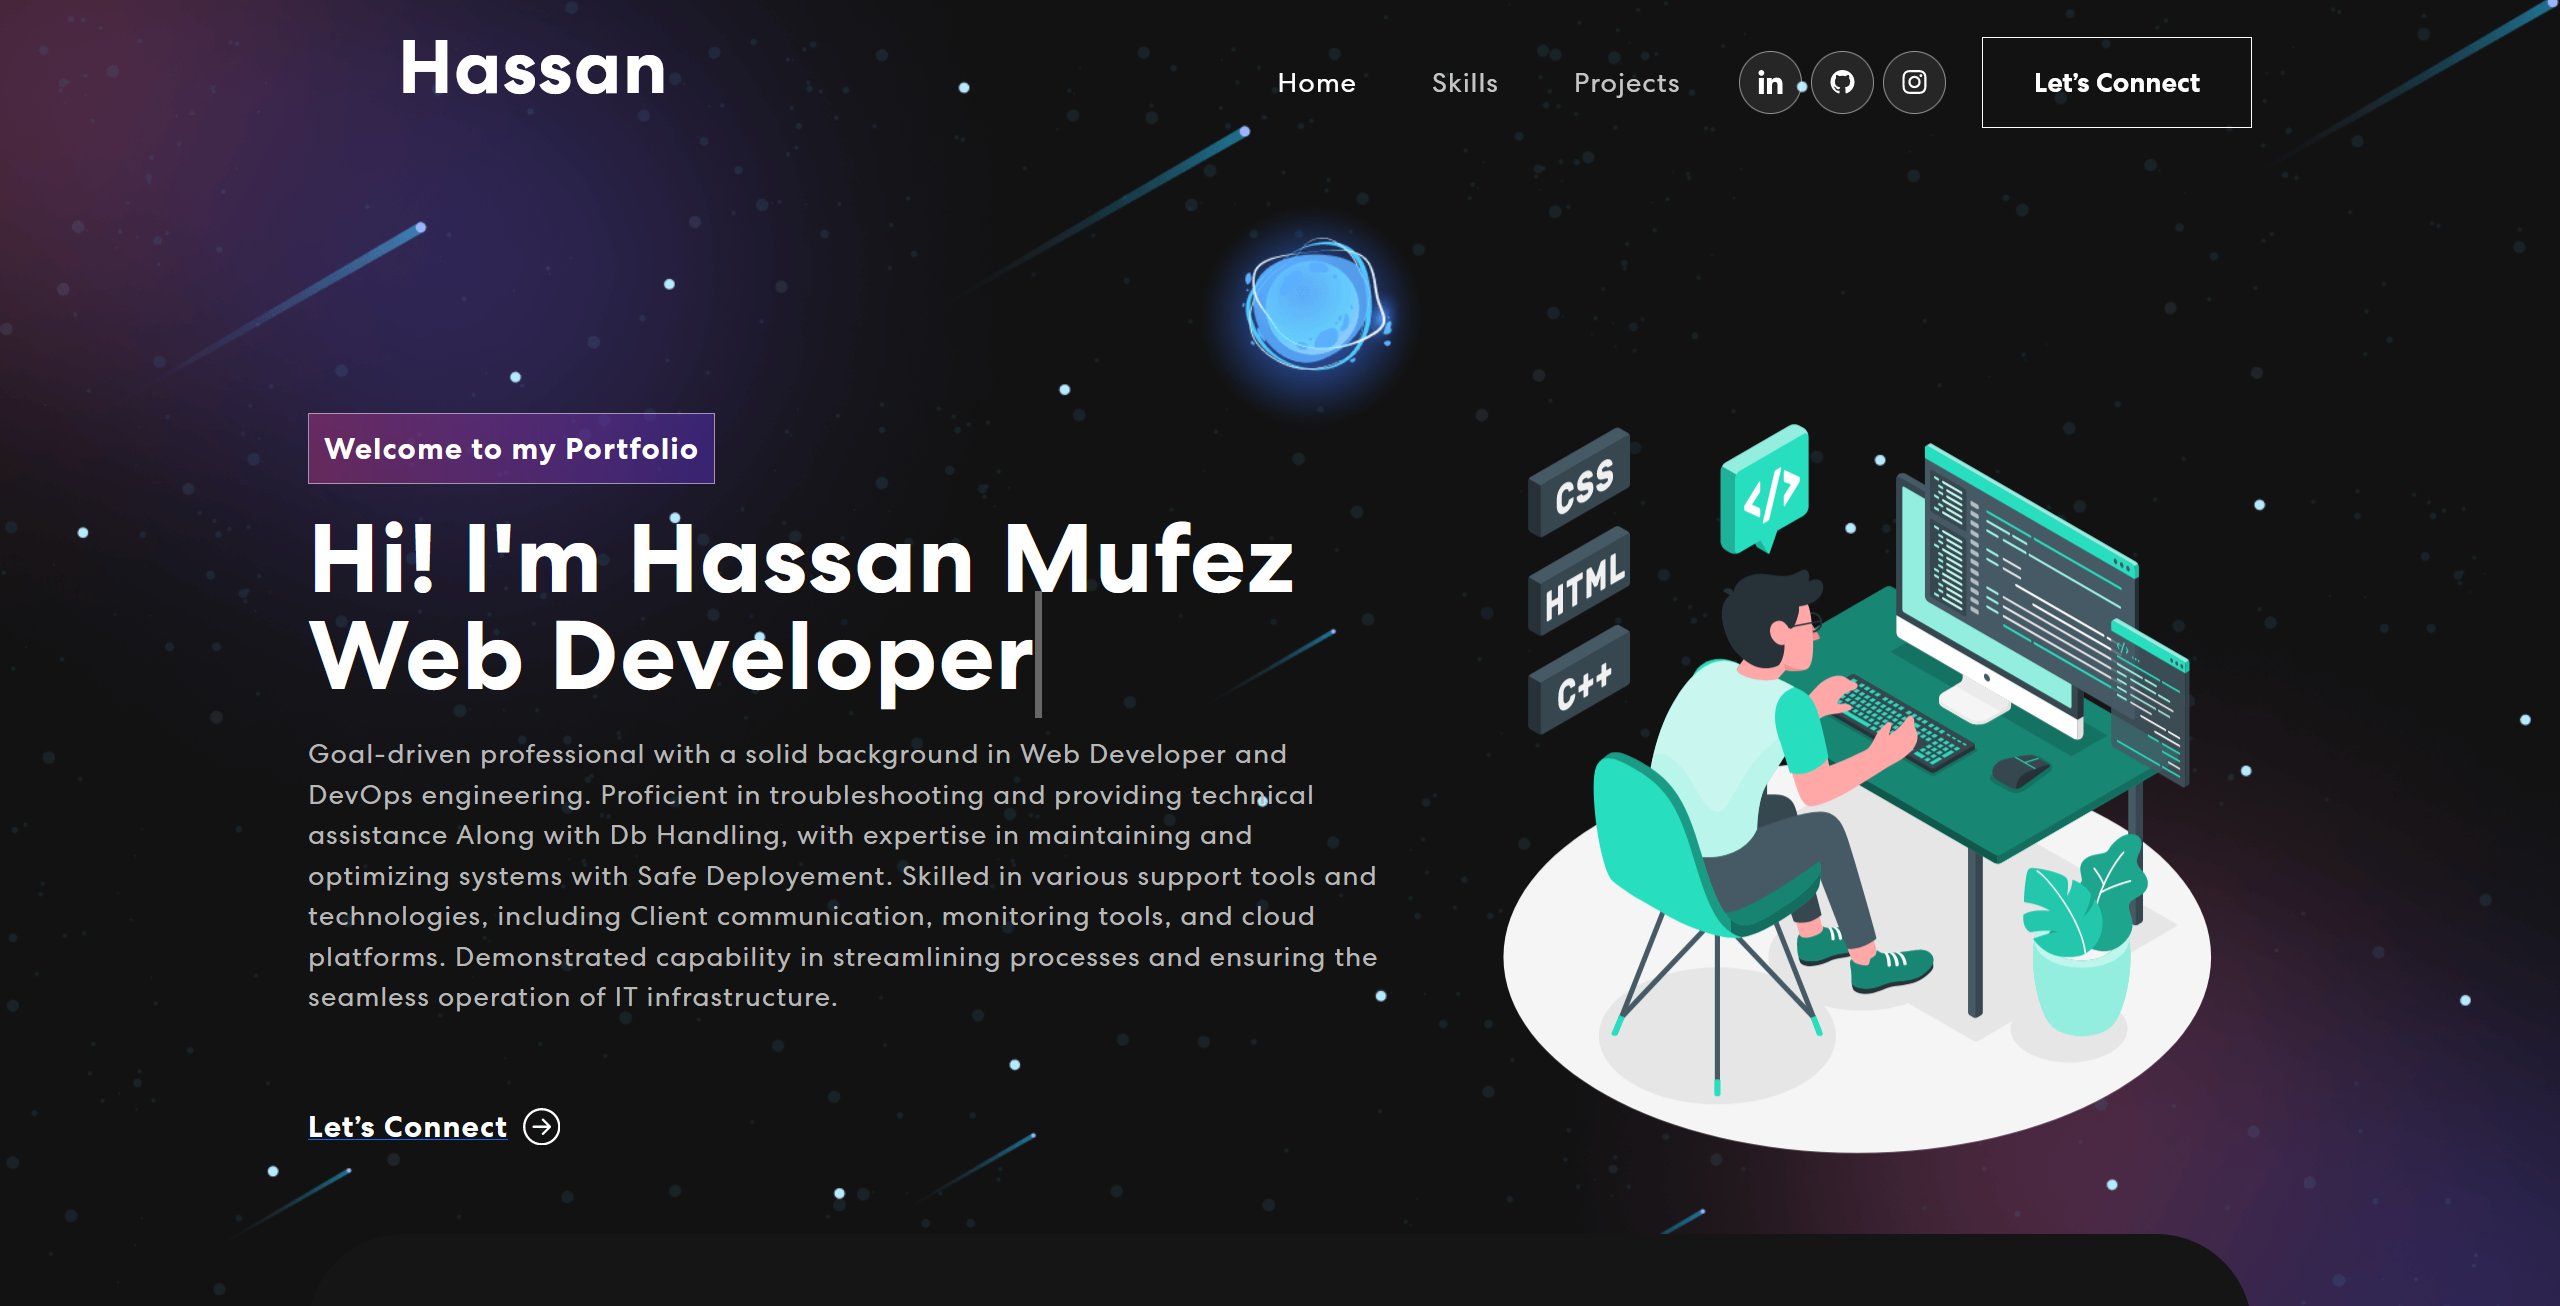 Hassan
Home
Skills
Projects
Let’s Connect
Welcome to my Portfolio
Hi! I'm Hassan Mufez
Web Developer
Goal-driven professional with a solid background in Web Developer and
DevOps engineering. Proficient in troubleshooting and providing technical
assistance Along with Db Handling, with expertise in maintaining and
optimizing systems with Safe Deployement. Skilled in various support tools and
technologies, including Client communication, monitoring tools, and cloud
platforms. Demonstrated capability in streamlining processes and ensuring the
seamless operation of IT infrastructure.
Let’s Connect
CSS
</>
HTML
C++